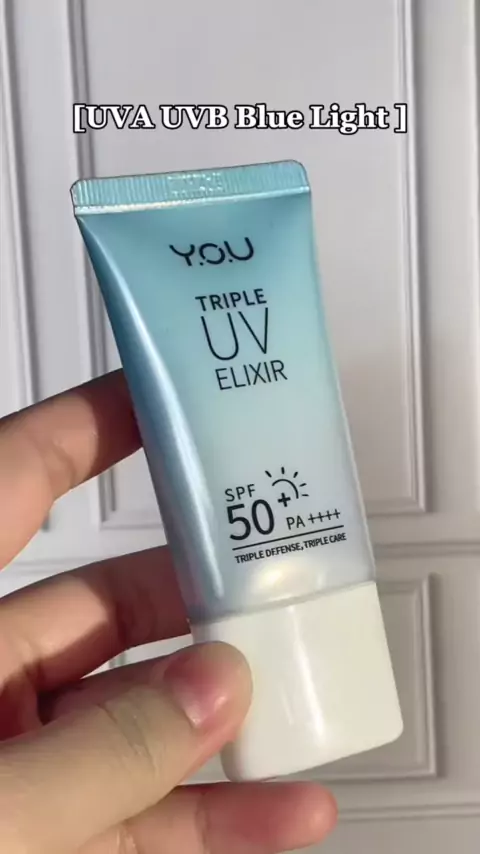 [UVA UVB Blue Light ]
Y.O.U
TRIPLE
UV
ELIXIR
SPF
50+ PA ++++
TRIPLE DEFENSE, TRIPLE CARE